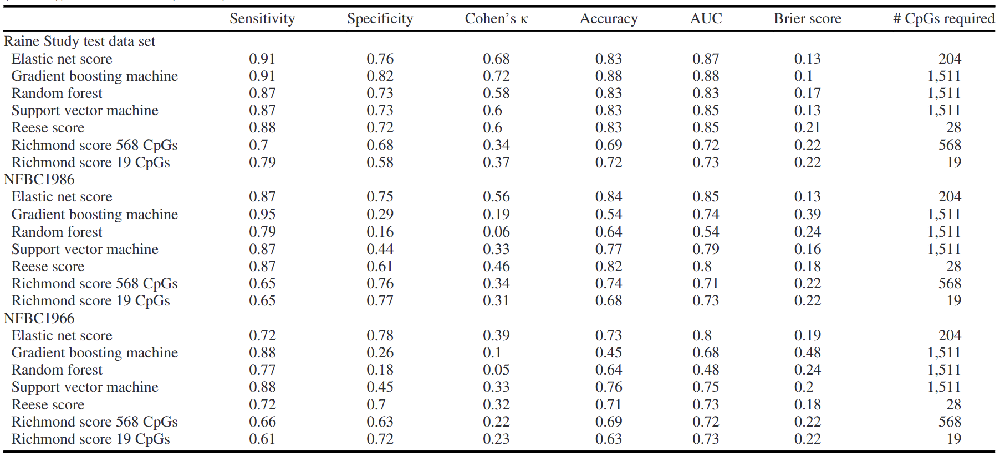 Sensitivity Specificity Cohen's κ Accuracy AUC Brier score # CpGs required
Raine Study test data set
Elastic net score 0.91 0.76 0.68 0.83 0.87 0.13 204
Gradient boosting machine 0.91 0.82 0.72 0.88 0.88 0.1 1,511
Random forest 0.87 0.73 0.58 0.83 0.83 0.17 1,511
Support vector machine 0.87 0.73 0.6 0.83 0.85 0.13 1,511
Reese score 0.88 0.72 0.6 0.83 0.85 0.21 28
Richmond score 568 CpGs 0.7 0.68 0.34 0.69 0.72 0.22 568
Richmond score 19 CpGs 0.79 0.58 0.37 0.72 0.73 0.22 19
NFBC1986
Elastic net score 0.87 0.75 0.56 0.84 0.85 0.13 204
Gradient boosting machine 0.95 0.29 0.19 0.54 0.74 0.39 1,511
Random forest 0.79 0.16 0.06 0.64 0.54 0.24 1,511
Support vector machine 0.87 0.44 0.33 0.77 0.79 0.16 1,511
Reese score 0.87 0.61 0.46 0.82 0.8 0.18 28
Richmond score 568 CpGs 0.65 0.76 0.34 0.74 0.71 0.22 568
Richmond score 19 CpGs 0.65 0.77 0.31 0.68 0.73 0.22 19
NFBC1966
Elastic net score 0.72 0.78 0.39 0.73 0.8 0.19 204
Gradient boosting machine 0.88 0.26 0.1 0.45 0.68 0.48 1,511
Random forest 0.77 0.18 0.05 0.64 0.48 0.24 1,511
Support vector machine 0.88 0.45 0.33 0.76 0.75 0.2 1,511
Reese score 0.72 0.7 0.32 0.71 0.73 0.18 28
Richmond score 568 CpGs 0.66 0.63 0.22 0.69 0.72 0.22 568
Richmond score 19 CpGs 0.61 0.72 0.23 0.63 0.73 0.22 19